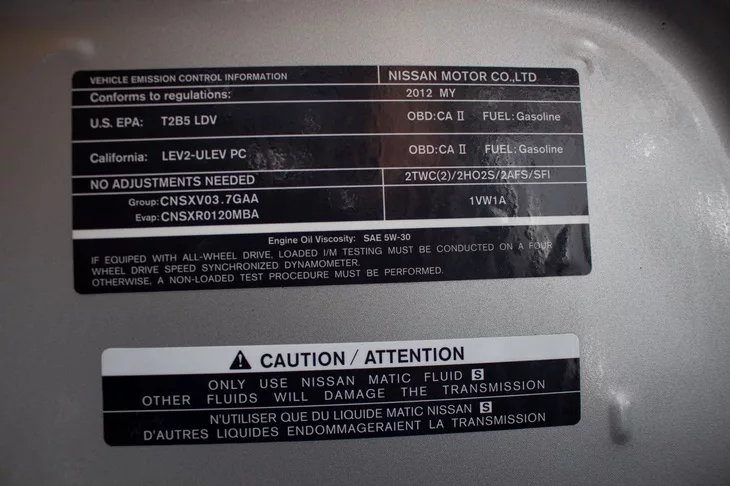 VEHICLE EMISSION CONTROL INFORMATION NISSAN MOTOR CO.,LTD
Conforms to regulations: 2012 MY
U.S. EPA: T2B5 LDV OBD:CA II FUEL: Gasoline
California: LEV2-ULEV PC OBD:CA II FUEL: Gasoline
NO ADJUSTMENTS NEEDED 2TWC(2)/2HO2S/2AFS/SFI
Group: CNSXV03.7GAA 1VW1A
Evap: CNSXR0120MBA
Engine Oil Viscosity: SAE 5W-30
IF EQUIPED WITH ALL-WHEEL DRIVE, LOADED I/M TESTING MUST BE CONDUCTED ON A FOUR
WHEEL DRIVE SPEED SYNCHRONIZED DYNAMOMETER.
OTHERWISE, A NON-LOADED TEST PROCEDURE MUST BE PERFORMED.
CAUTION / ATTENTION
ONLY USE NISSAN MATIC FLUID S
OTHER FLUIDS WILL DAMAGE THE TRANSMISSION
N'UTILISER QUE DU LIQUIDE MATIC NISSAN S
D'AUTRES LIQUIDES ENDOMMAGERAIENT LA TRANSMISSION